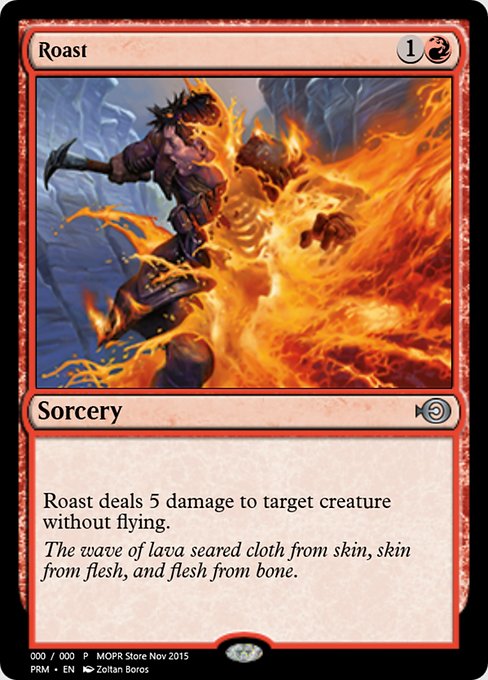 Roast 1
Sorcery
Roast deals 5 damage to target creature
without flying.
The wave of lava seared cloth from skin, skin
from flesh, and flesh from bone.
000 / 000 P MOPR Store Nov 2015
PRM • EN Zoltan Boros